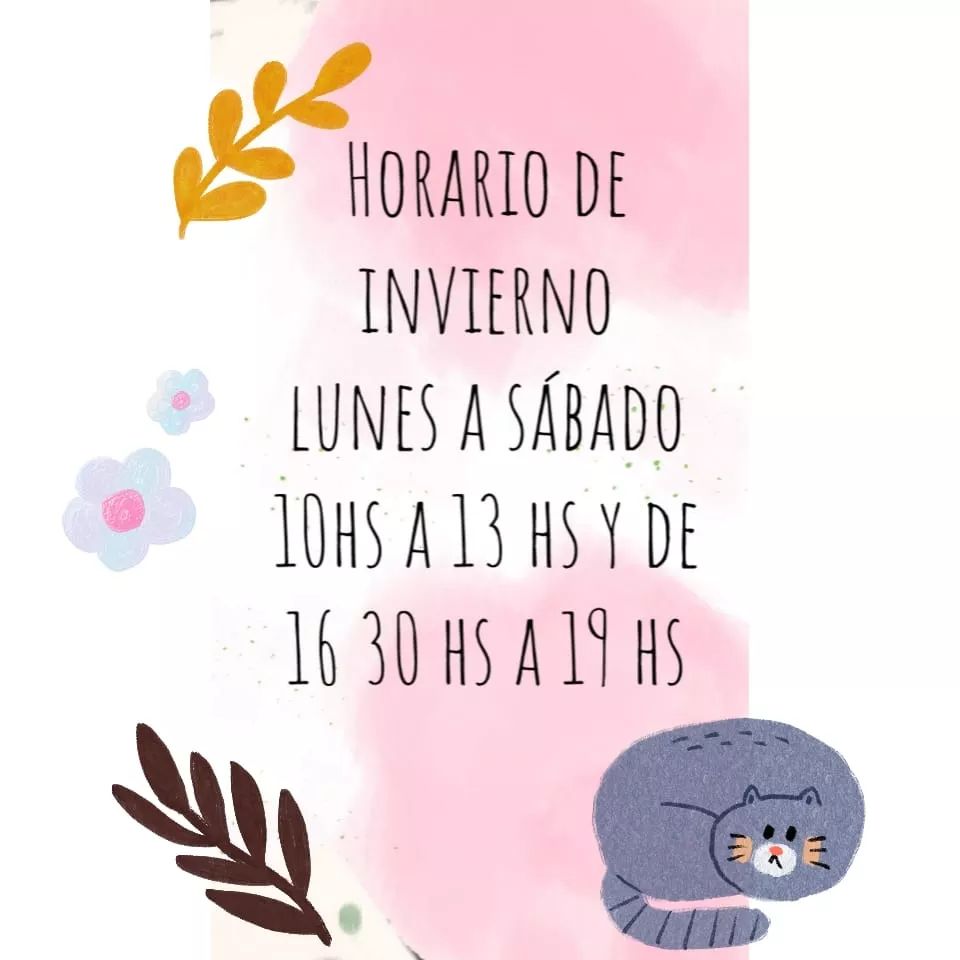 HORARIO DE
INVIERNO
LUNES A SÁBADO
10HS A 13 HS Y DE
16 30 HS A 19 HS